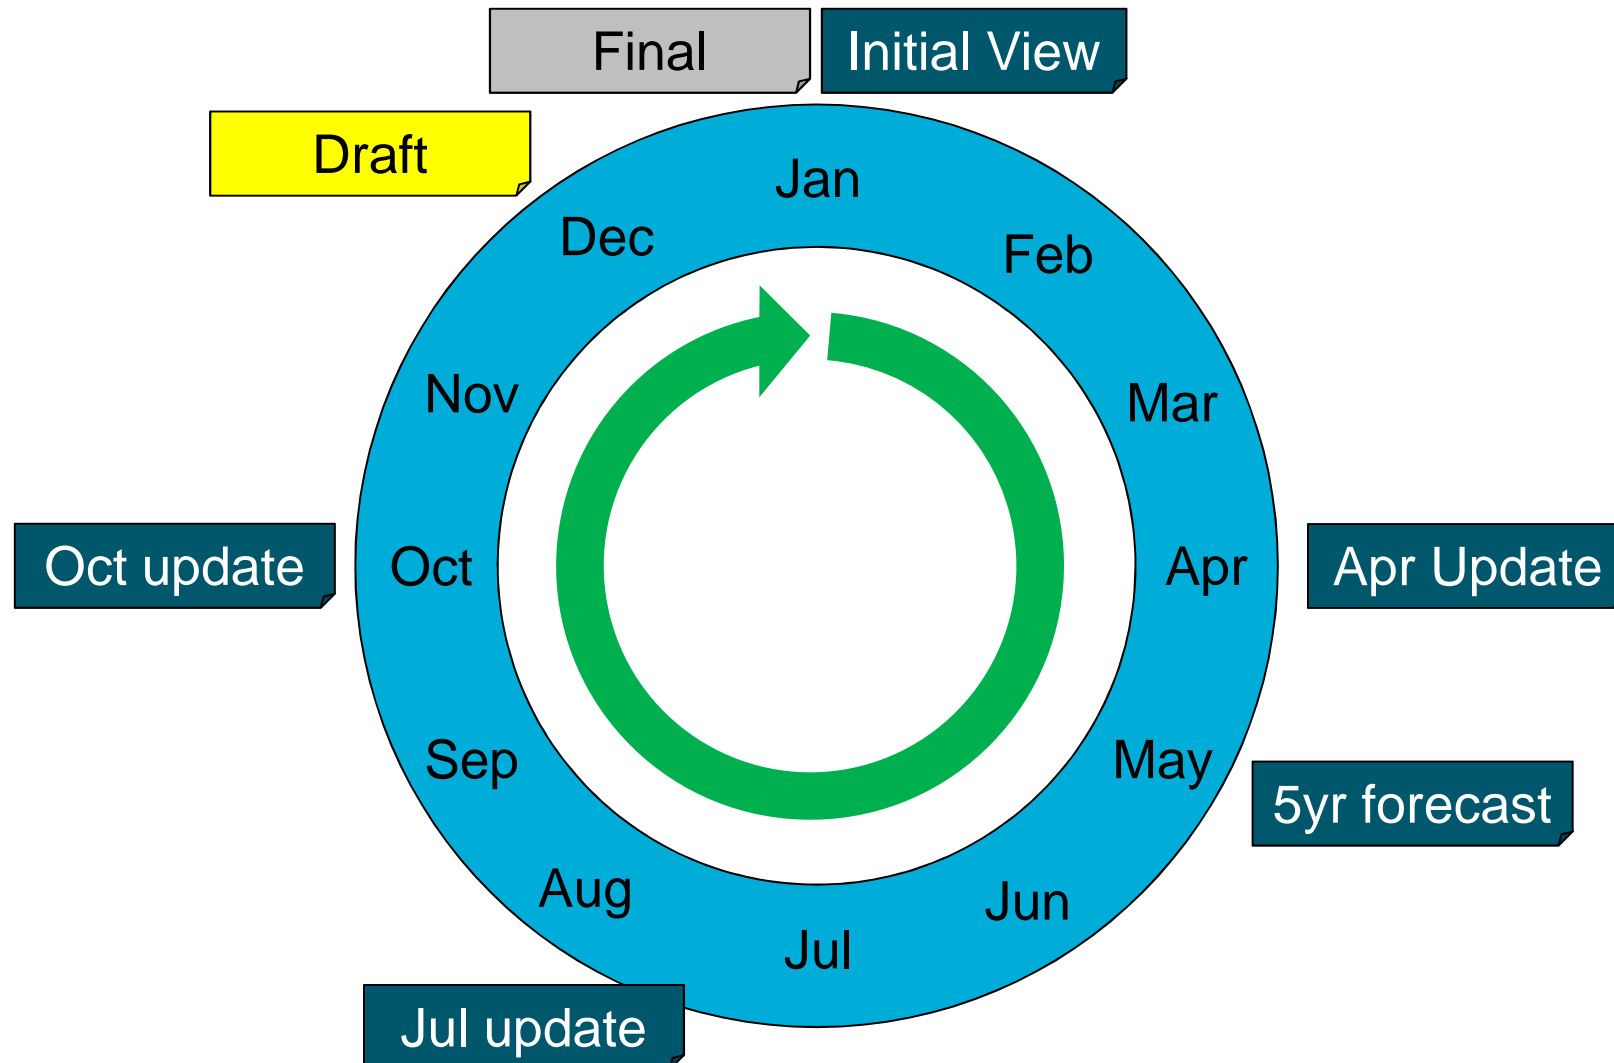 Final
Initial View
Draft
Jan
Dec
Feb
Nov
Mar
Oct update
Oct
Apr
Apr Update
Sep
May
5yr forecast
Aug
Jun
Jul
Jul update